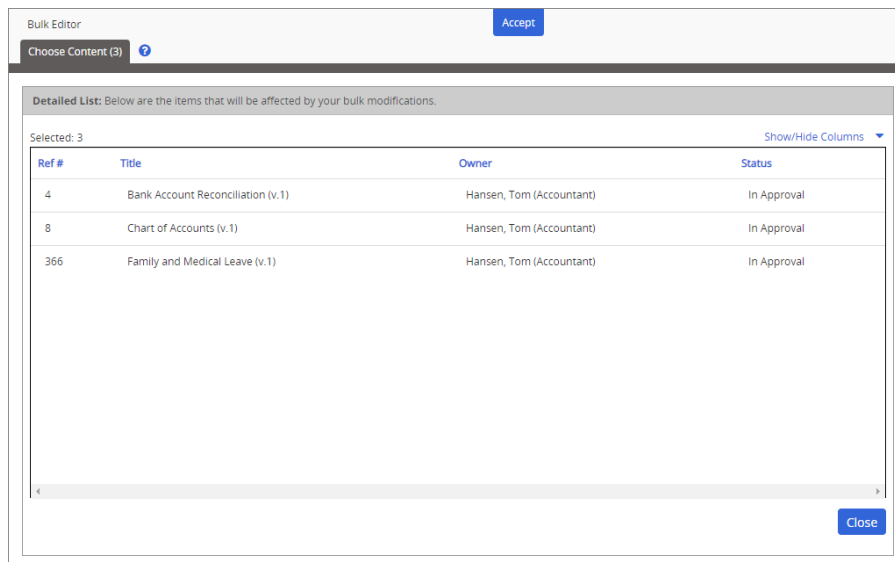 Bulk Editor
Accept
Choose Content (3) ?
Detailed List: Below are the items that will be affected by your bulk modifications.
Selected: 3 Show/Hide Columns
Ref # Title Owner Status
4 Bank Account Reconciliation (v.1) Hansen, Tom (Accountant) In Approval
8 Chart of Accounts (v.1) Hansen, Tom (Accountant) In Approval
366 Family and Medical Leave (v.1) Hansen, Tom (Accountant) In Approval
Close